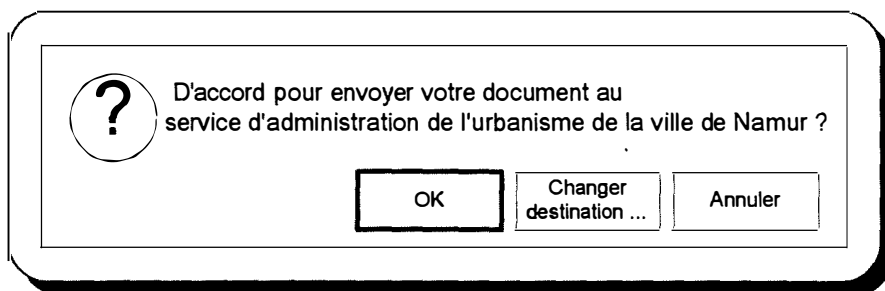 ?
D'accord pour envoyer votre document au
service d'administration de l'urbanisme de la ville de Namur ?
OK
Changer
destination ...
Annuler